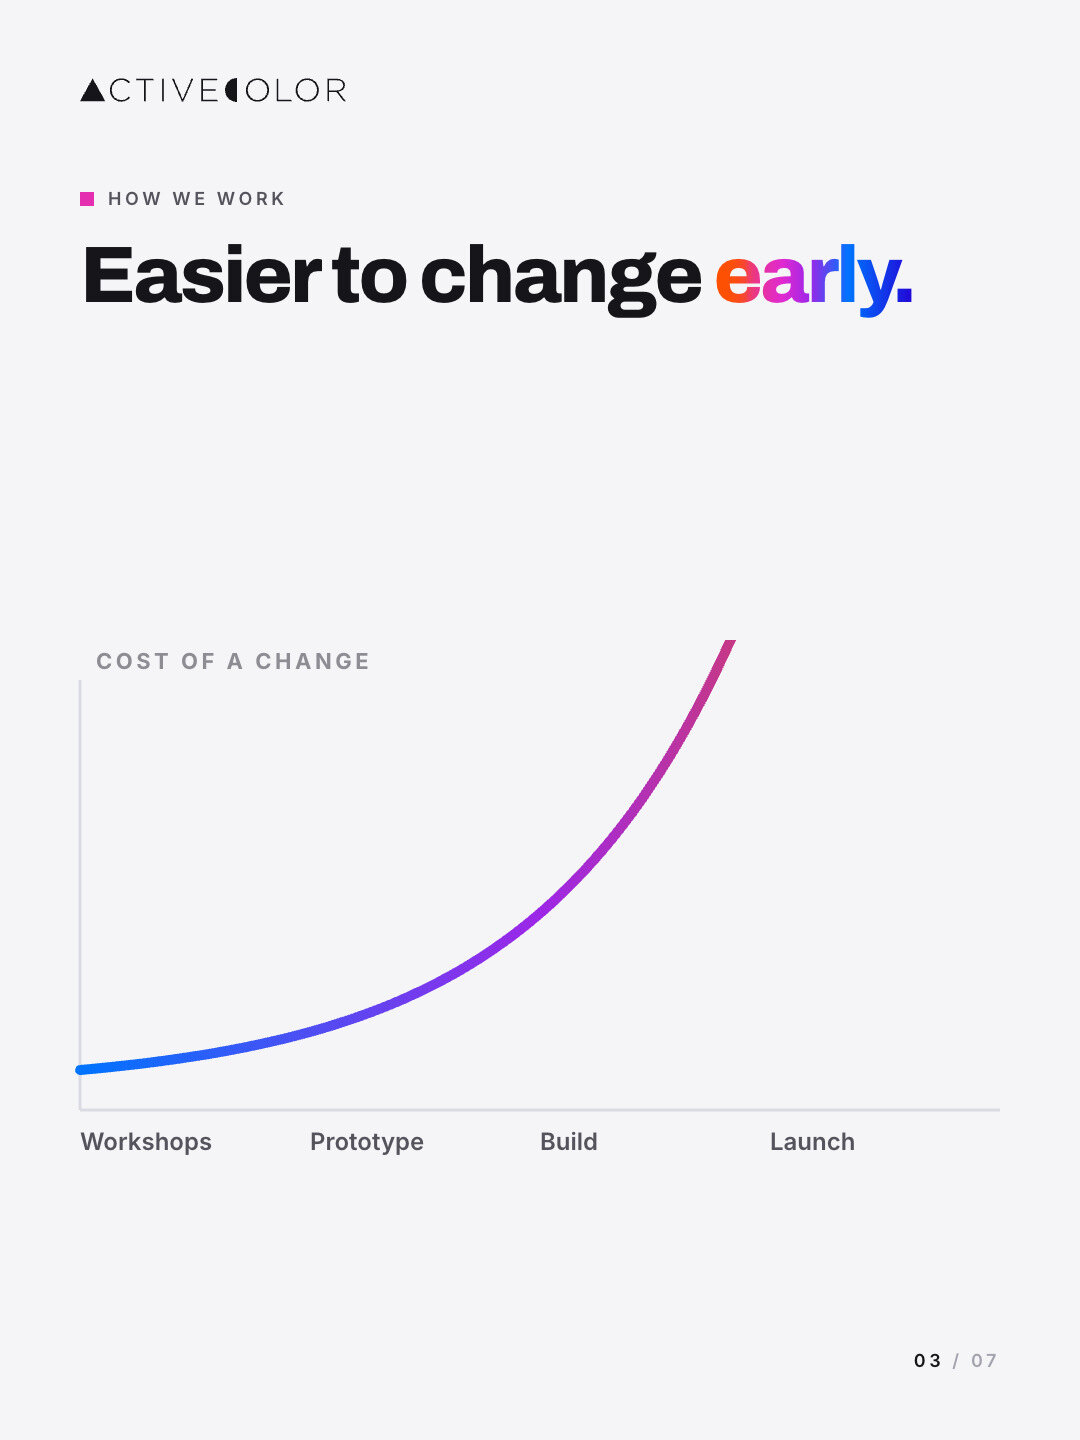 ACTIVECOLOR
HOW WE WORK
Easier to change early.
COST OF A CHANGE
Workshops Prototype Build Launch
03 / 07